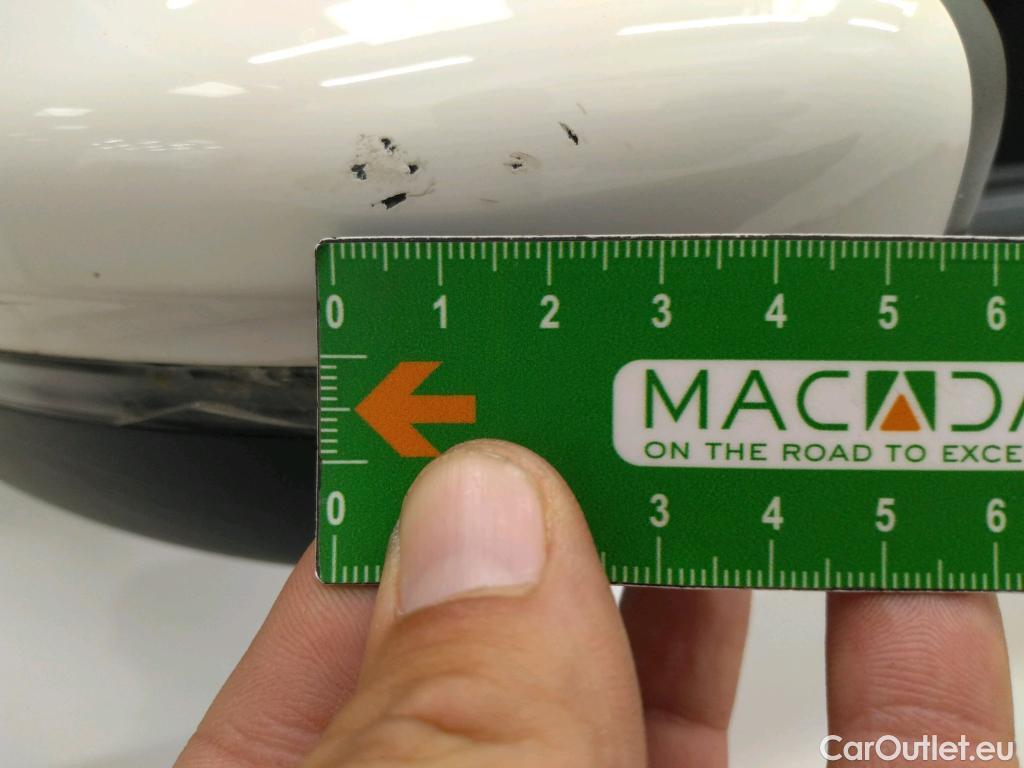 0 1 2 3 4 5 6
MACADA
ON THE ROAD TO EXCE
0 3 4 5 6
CarOutlet.eu